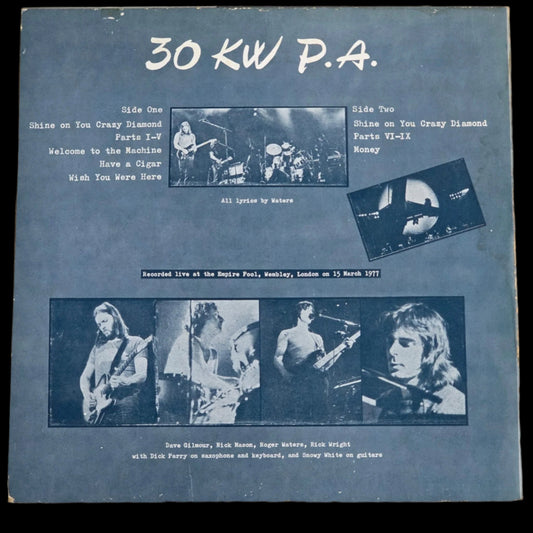 30 KW P.A.
Side One
Shine on You Crazy Diamond
Parts I-V
Welcome to the Machine
Have a Cigar
Wish You Were Here
Side Two
Shine on You Crazy Diamond
Parts VI-IX
Money
All lyrics by Waters
Recorded live at the Empire Pool, Wembley, London on 15 March 1977
Dave Gilmour, Nick Mason, Roger Waters, Rick Wright
with Dick Parry on saxophone and keyboard, and Snowy White on guitars